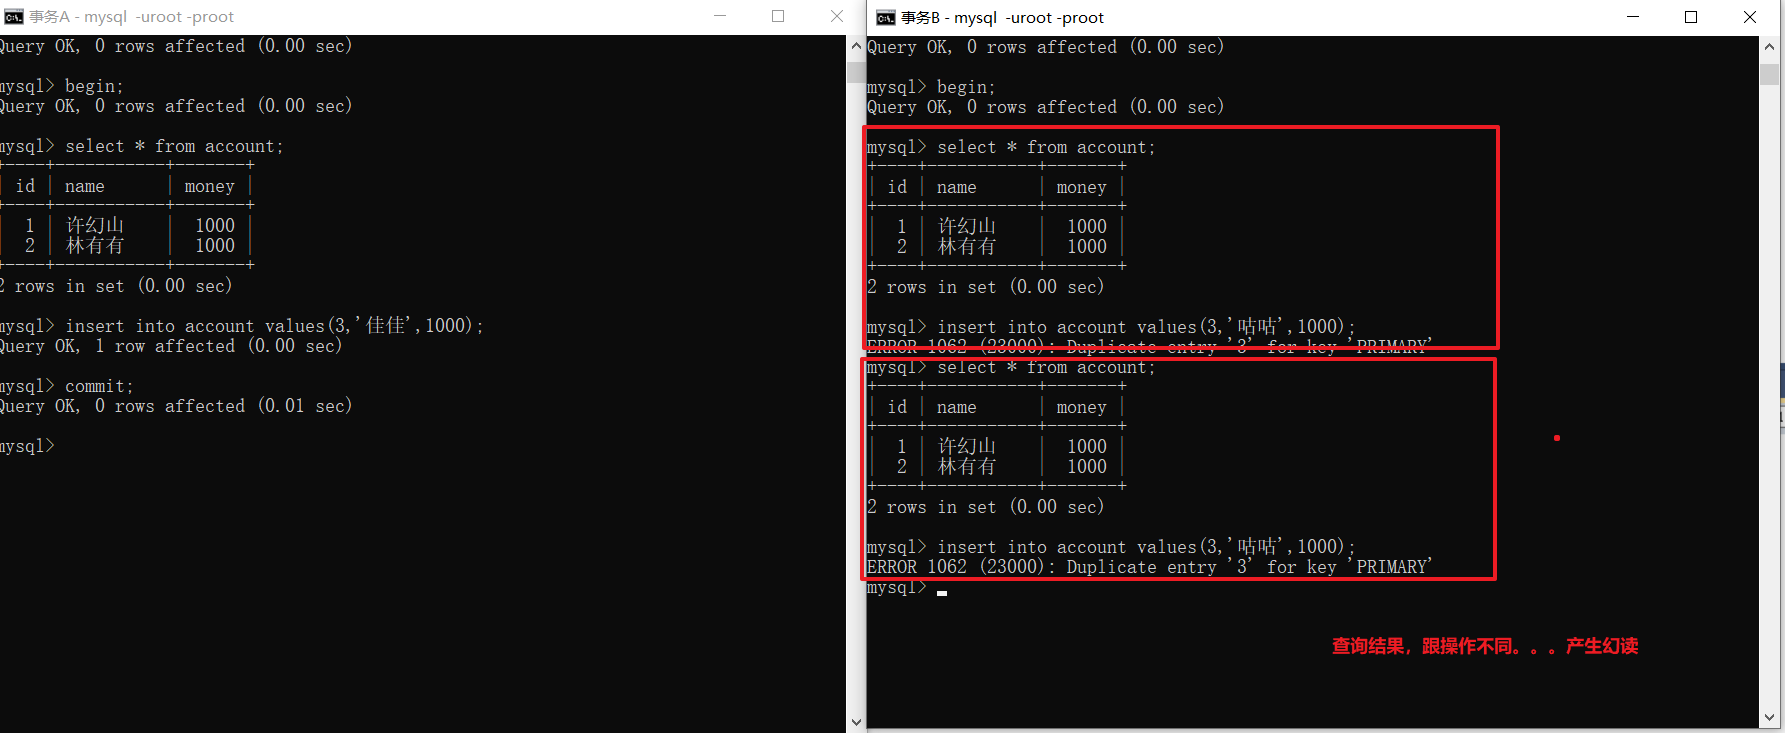 事务A - mysql  -uroot -proot
Query OK, 0 rows affected (0.00 sec)
mysql> begin;
Query OK, 0 rows affected (0.00 sec)
mysql> select * from account;
+----+-----------+-------+
| id | name      | money |
+----+-----------+-------+
|  1 | 许幻山    |  1000 |
|  2 | 林有有    |  1000 |
+----+-----------+-------+
2 rows in set (0.00 sec)
mysql> insert into account values(3,'佳佳',1000);
Query OK, 1 row affected (0.00 sec)
mysql> commit;
Query OK, 0 rows affected (0.01 sec)
mysql>
事务B - mysql  -uroot -proot
Query OK, 0 rows affected (0.00 sec)
mysql> begin;
Query OK, 0 rows affected (0.00 sec)
mysql> select * from account;
+----+-----------+-------+
| id | name      | money |
+----+-----------+-------+
|  1 | 许幻山    |  1000 |
|  2 | 林有有    |  1000 |
+----+-----------+-------+
2 rows in set (0.00 sec)
mysql> insert into account values(3,'咕咕',1000);
ERROR 1062 (23000): Duplicate entry '3' for key 'PRIMARY'
mysql> select * from account;
+----+-----------+-------+
| id | name      | money |
+----+-----------+-------+
|  1 | 许幻山    |  1000 |
|  2 | 林有有    |  1000 |
+----+-----------+-------+
2 rows in set (0.00 sec)
mysql> insert into account values(3,'咕咕',1000);
ERROR 1062 (23000): Duplicate entry '3' for key 'PRIMARY'
mysql>
查询结果，跟操作不同。。。产生幻读